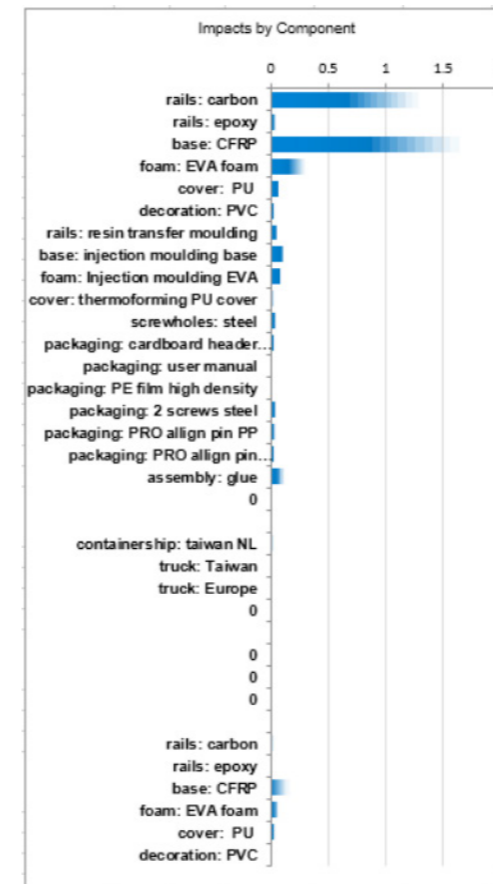 Impacts by Component
0 0.5 1 1.5
rails: carbon
rails: epoxy
base: CFRP
foam: EVA foam
cover: PU
decoration: PVC
rails: resin transfer moulding
base: injection moulding base
foam: Injection moulding EVA
cover: thermoforming PU cover
screwholes: steel
packaging: cardboard header...
packaging: user manual
packaging: PE film high density
packaging: 2 screws steel
packaging: PRO allign pin PP
packaging: PRO allign pin...
assembly: glue
0
containership: taiwan NL
truck: Taiwan
truck: Europe
0
0
0
0
rails: carbon
rails: epoxy
base: CFRP
foam: EVA foam
cover: PU
decoration: PVC